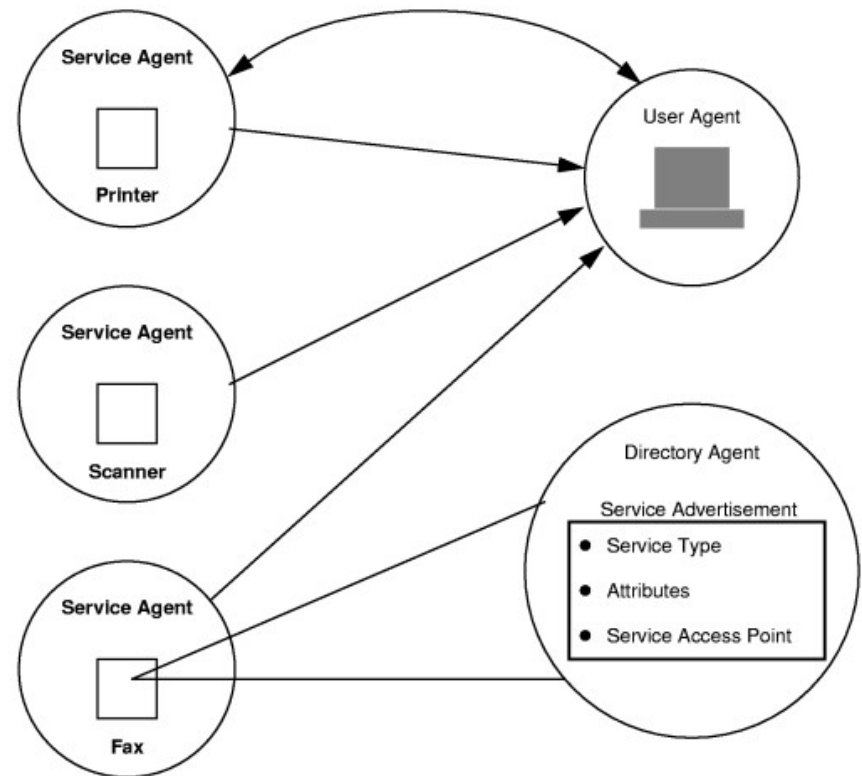 Service Agent
Printer
User Agent
Service Agent
Scanner
Directory Agent
Service Advertisement
● Service Type
● Attributes
● Service Access Point
Service Agent
Fax